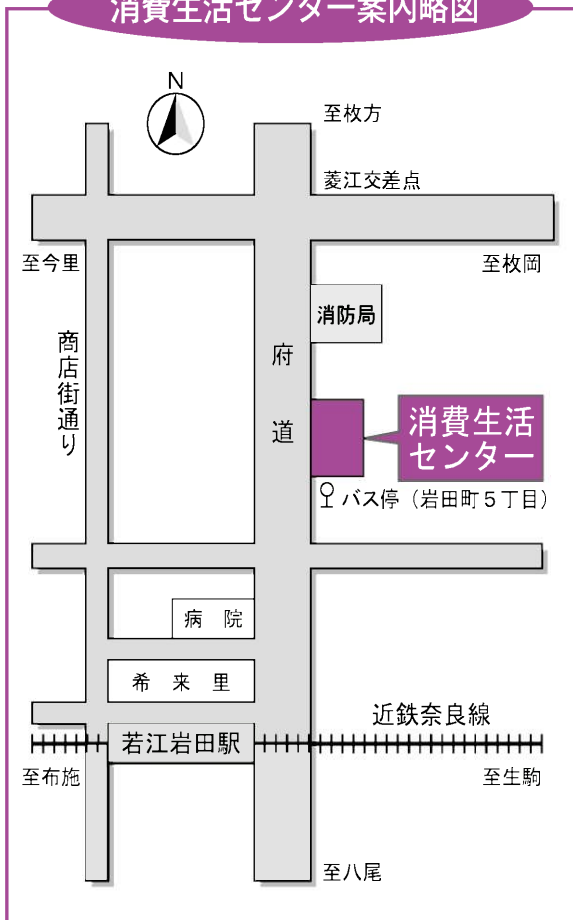 消費生活センター案内略図
N
至枚方
菱江交差点
至今里
至枚岡
消防局
商店街通り
府道
消費生活
センター
バス停（岩田町５丁目）
病　院
希　来　里
近鉄奈良線
若江岩田駅
至布施
至生駒
至八尾